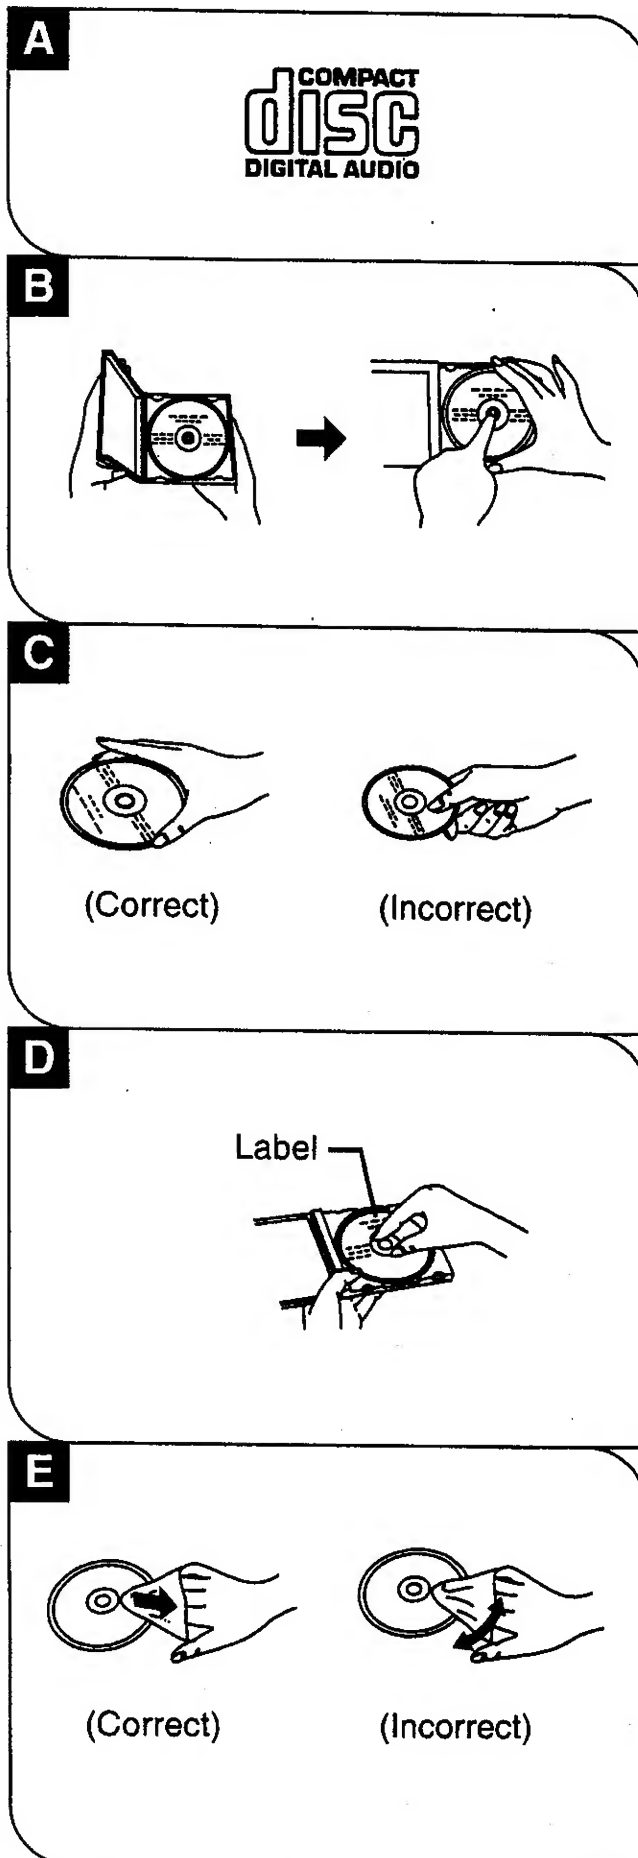 A
COMPACT
disc
DIGITAL AUDIO
B
C
(Correct) (Incorrect)
D
Label
E
(Correct) (Incorrect)